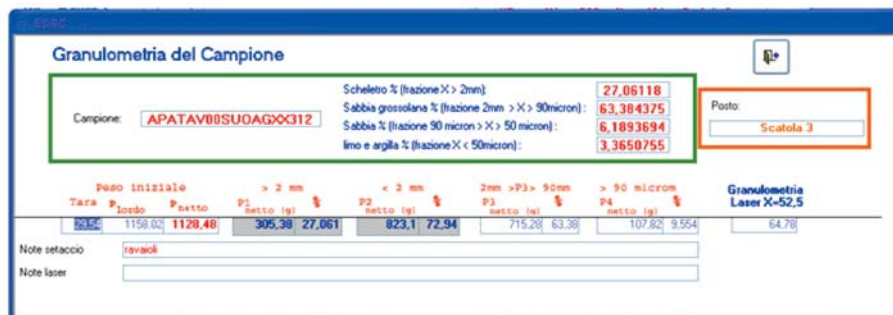 EDRC
Granulometria del Campione
Campione: APATAV00SUOAGXX312
Scheletro % (frazione X > 2mm): 27,06118
Sabbia grossolana % (frazione 2mm > X > 90micron) : 63,384375
Sabbia % (frazione 90 micron > X > 50 micron) : 6,1893694
limo e argilla % (frazione X < 50micron) : 3,3650755
Posto:
Scatola 3
Peso iniziale > 2 mm < 2 mm 2mm >P3> 90mm > 90 microm Granulometria
Tara P lordo P netto P1 netto (g) % P2 netto (g) % P3 netto (g) % P4 netto (g) % Laser X=52,5
29,54 1158.02 1128,48 305,38 27,061 823,1 72,94 715,28 63,38 107,82 9,554 64,78
Note setaccio ravaioli
Note laser